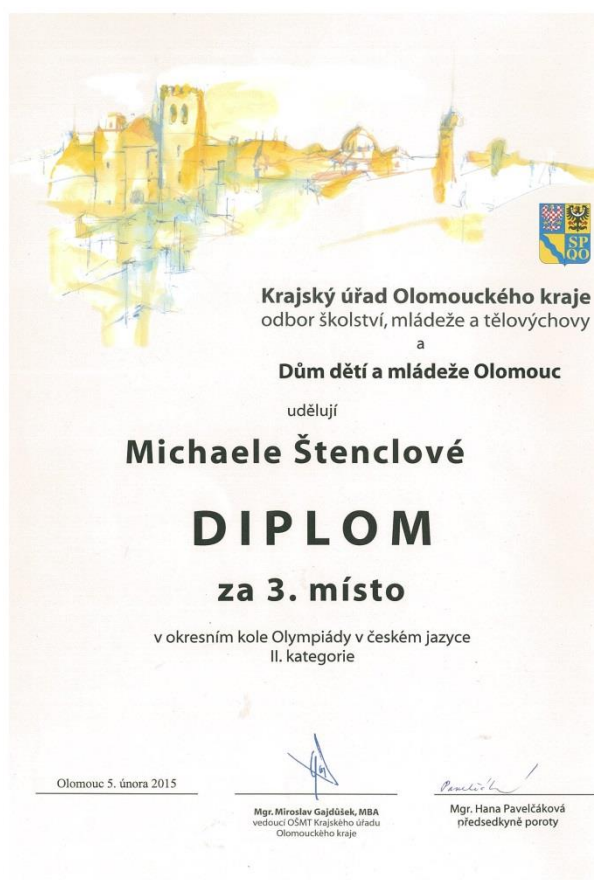 SP
QO
Krajský úřad Olomouckého kraje
odbor školství, mládeže a tělovýchovy
a
Dům dětí a mládeže Olomouc
udělují
Michaele Štenclové
DIPLOM
za 3. místo
v okresním kole Olympiády v českém jazyce
II. kategorie
Olomouc 5. února 2015
Mgr. Miroslav Gajdůšek, MBA
vedoucí OŠMT Krajského úřadu
Olomouckého kraje
Mgr. Hana Pavelčáková
předsedkyně poroty